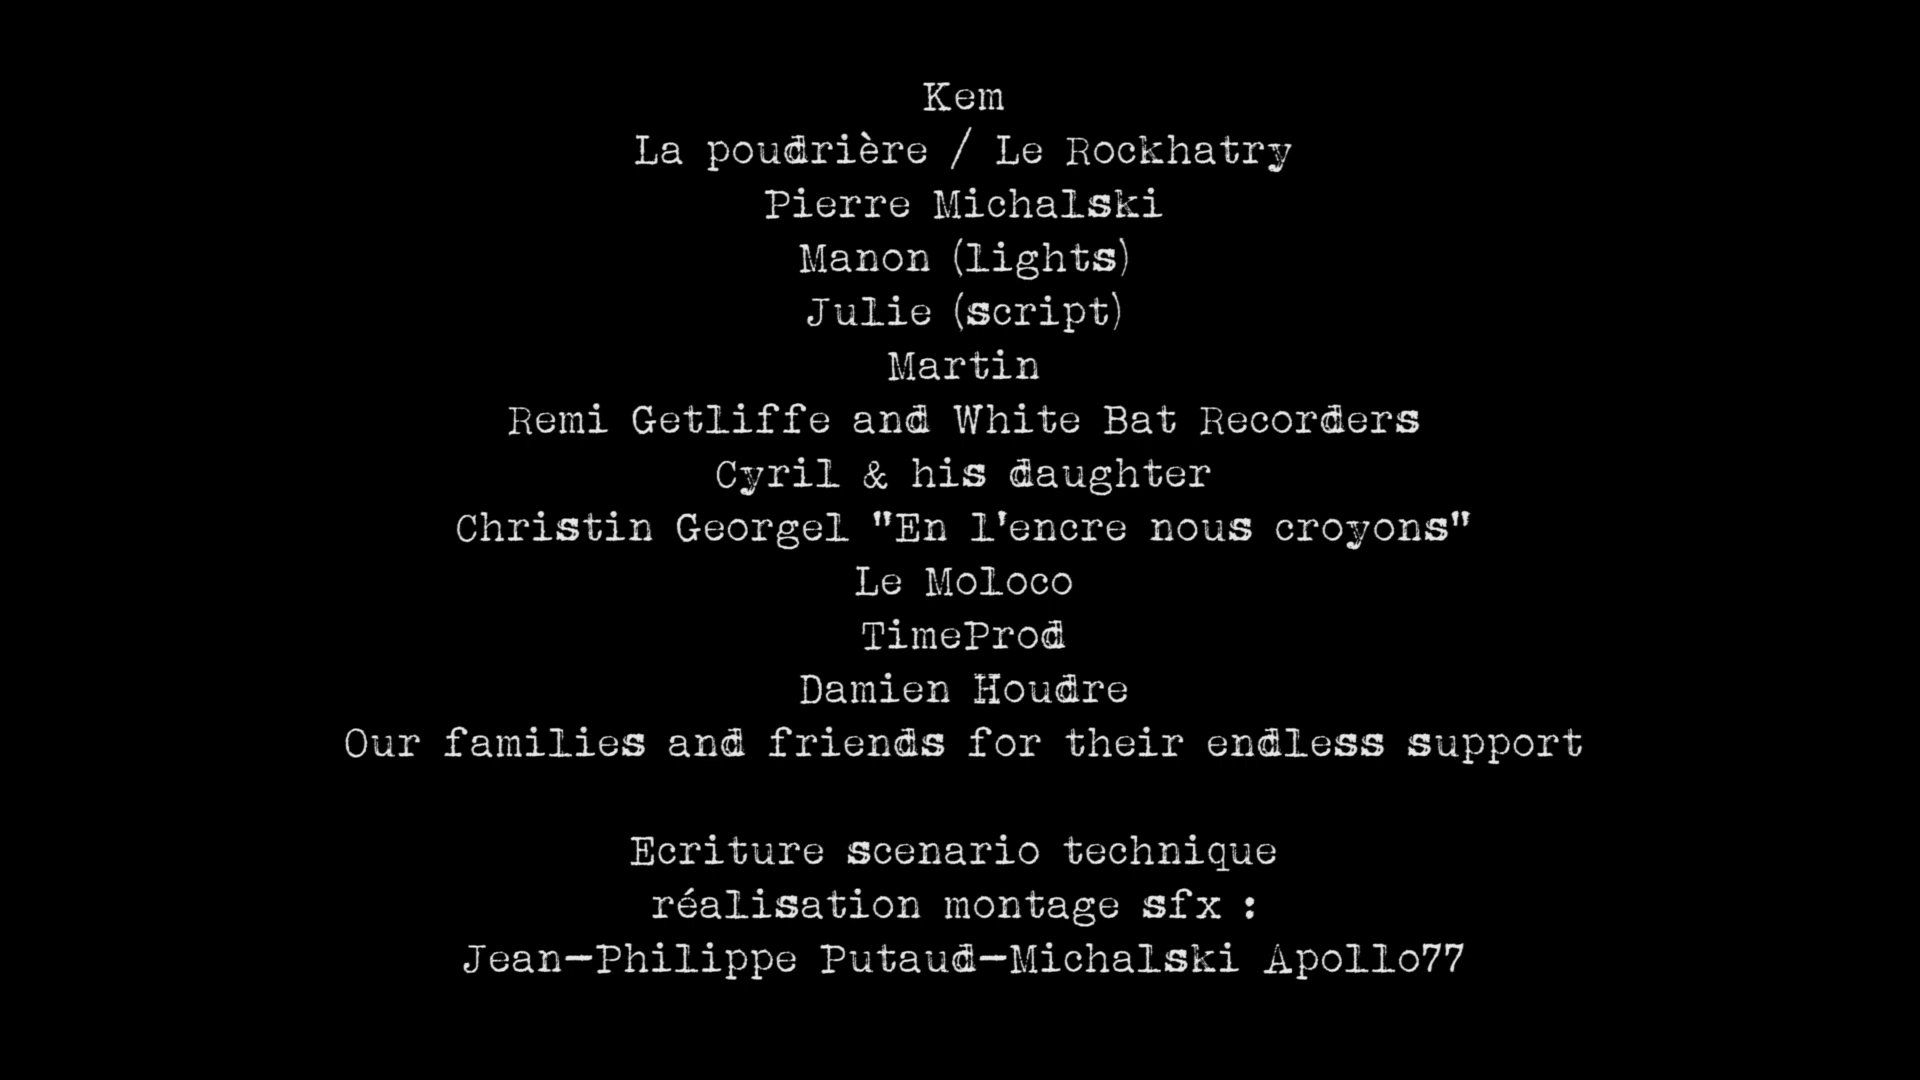 Kem
La poudrière / Le Rockhatry
Pierre Michalski
Manon (lights)
Julie (script)
Martin
Remi Getliffe and White Bat Recorders
Cyril & his daughter
Christin Georgel "En l'encre nous croyons"
Le Moloco
TimeProd
Damien Houdre
Our families and friends for their endless support
Ecriture scenario technique
réalisation montage sfx :
Jean-Philippe Putaud-Michalski Apollo77